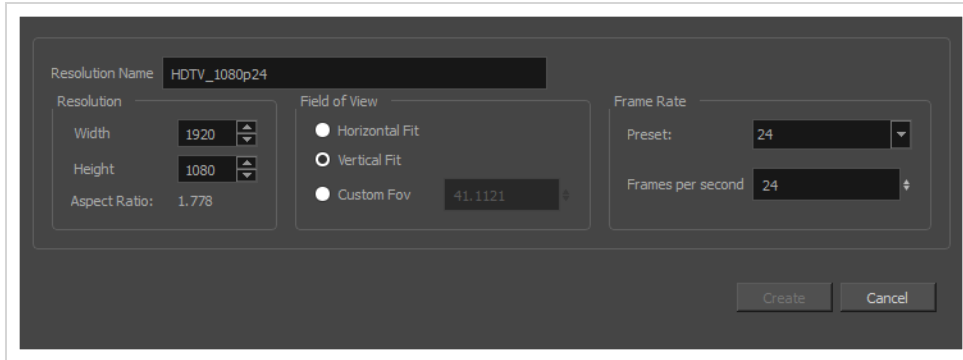 Resolution Name HDTV_1080p24
Resolution Field of View Frame Rate
Width 1920 Horizontal Fit Preset: 24
Height 1080 Vertical Fit
Aspect Ratio: 1.778 Custom Fov 41.1121 Frames per second 24
Create Cancel